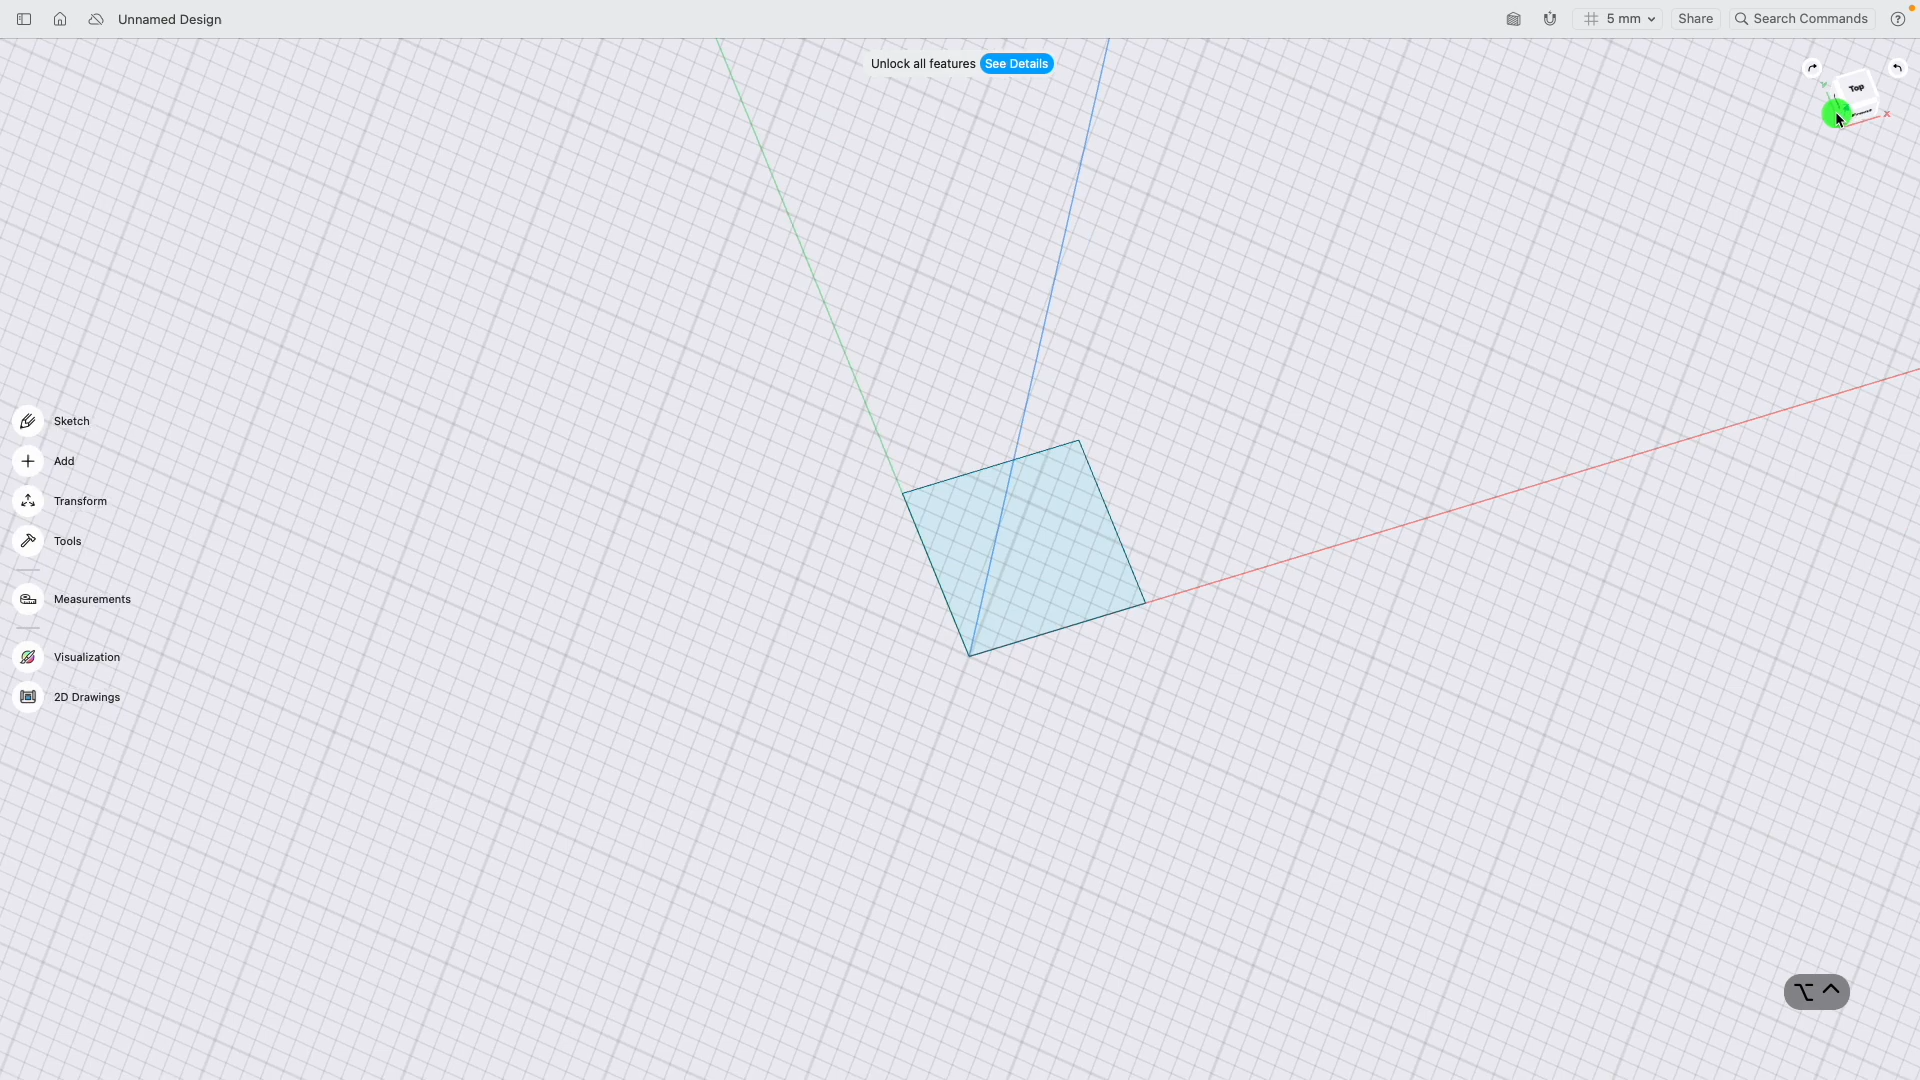 Unnamed Design
5 mm
Share
Search Commands
Unlock all features
See Details
Top
X
Sketch
Add
Transform
Tools
Measurements
Visualization
2D Drawings